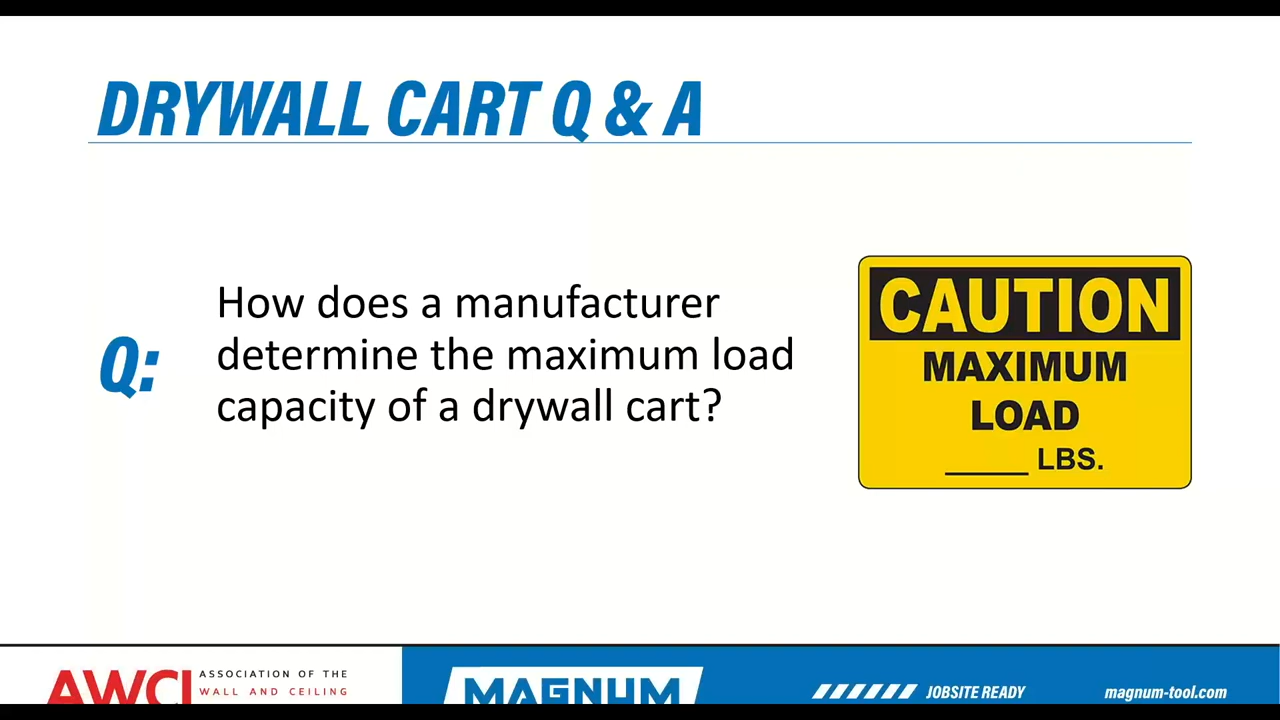 DRYWALL CART Q & A
Q:
How does a manufacturer
determine the maximum load
capacity of a drywall cart?
CAUTION
MAXIMUM
LOAD
_____ LBS.
AWCI
ASSOCIATION OF THE
WALL AND CEILING
MAGNUM
JOBSITE READY
magnum-tool.com